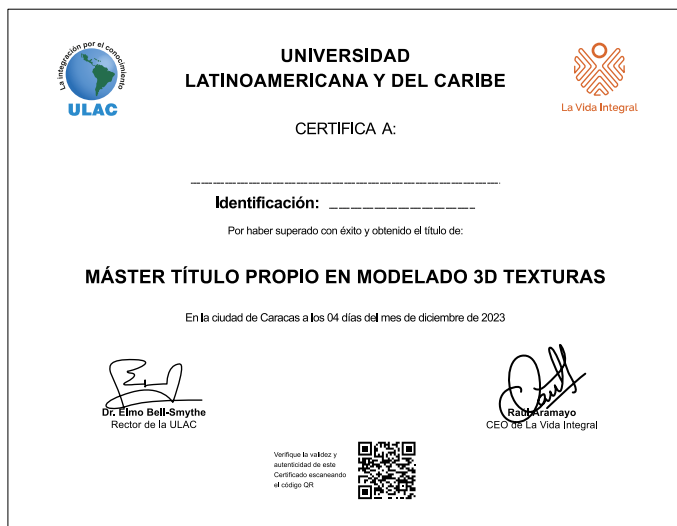 La integración por el conocimiento
ULAC
UNIVERSIDAD
LATINOAMERICANA Y DEL CARIBE
La Vida Integral
CERTIFICA A:
Identificación:
Por haber superado con éxito y obtenido el título de:
MÁSTER TÍTULO PROPIO EN MODELADO 3D TEXTURAS
En la ciudad de Caracas a los 04 días del mes de diciembre de 2023
Dr. Elmo Bell-Smythe
Rector de la ULAC
Raúl Aramayo
CEO de La Vida Integral
Verifique la validez y
autenticidad de este
Certificado escaneando
el código QR